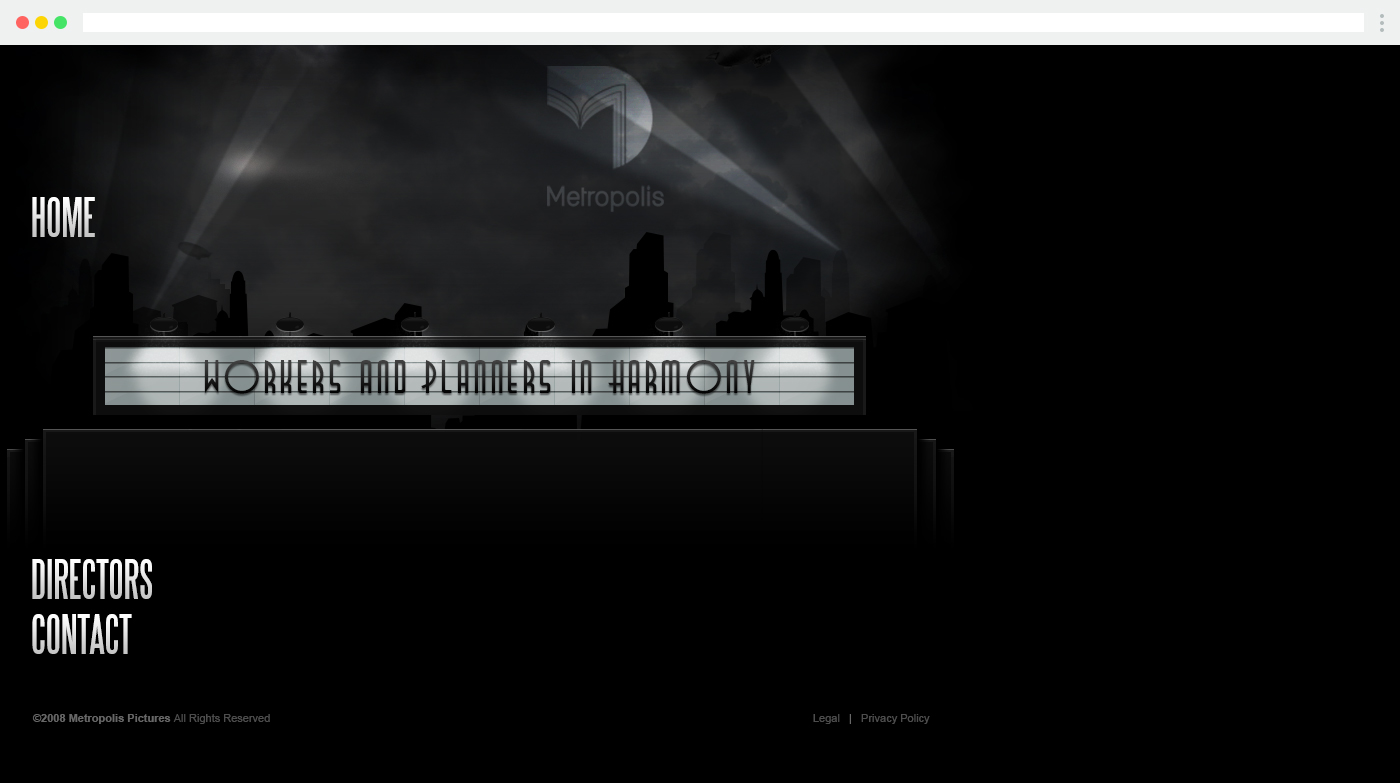 Metropolis
HOME
WORKERS AND PLANNERS IN HARMONY
DIRECTORS
CONTACT
©2008 Metropolis Pictures All Rights Reserved
Legal | Privacy Policy